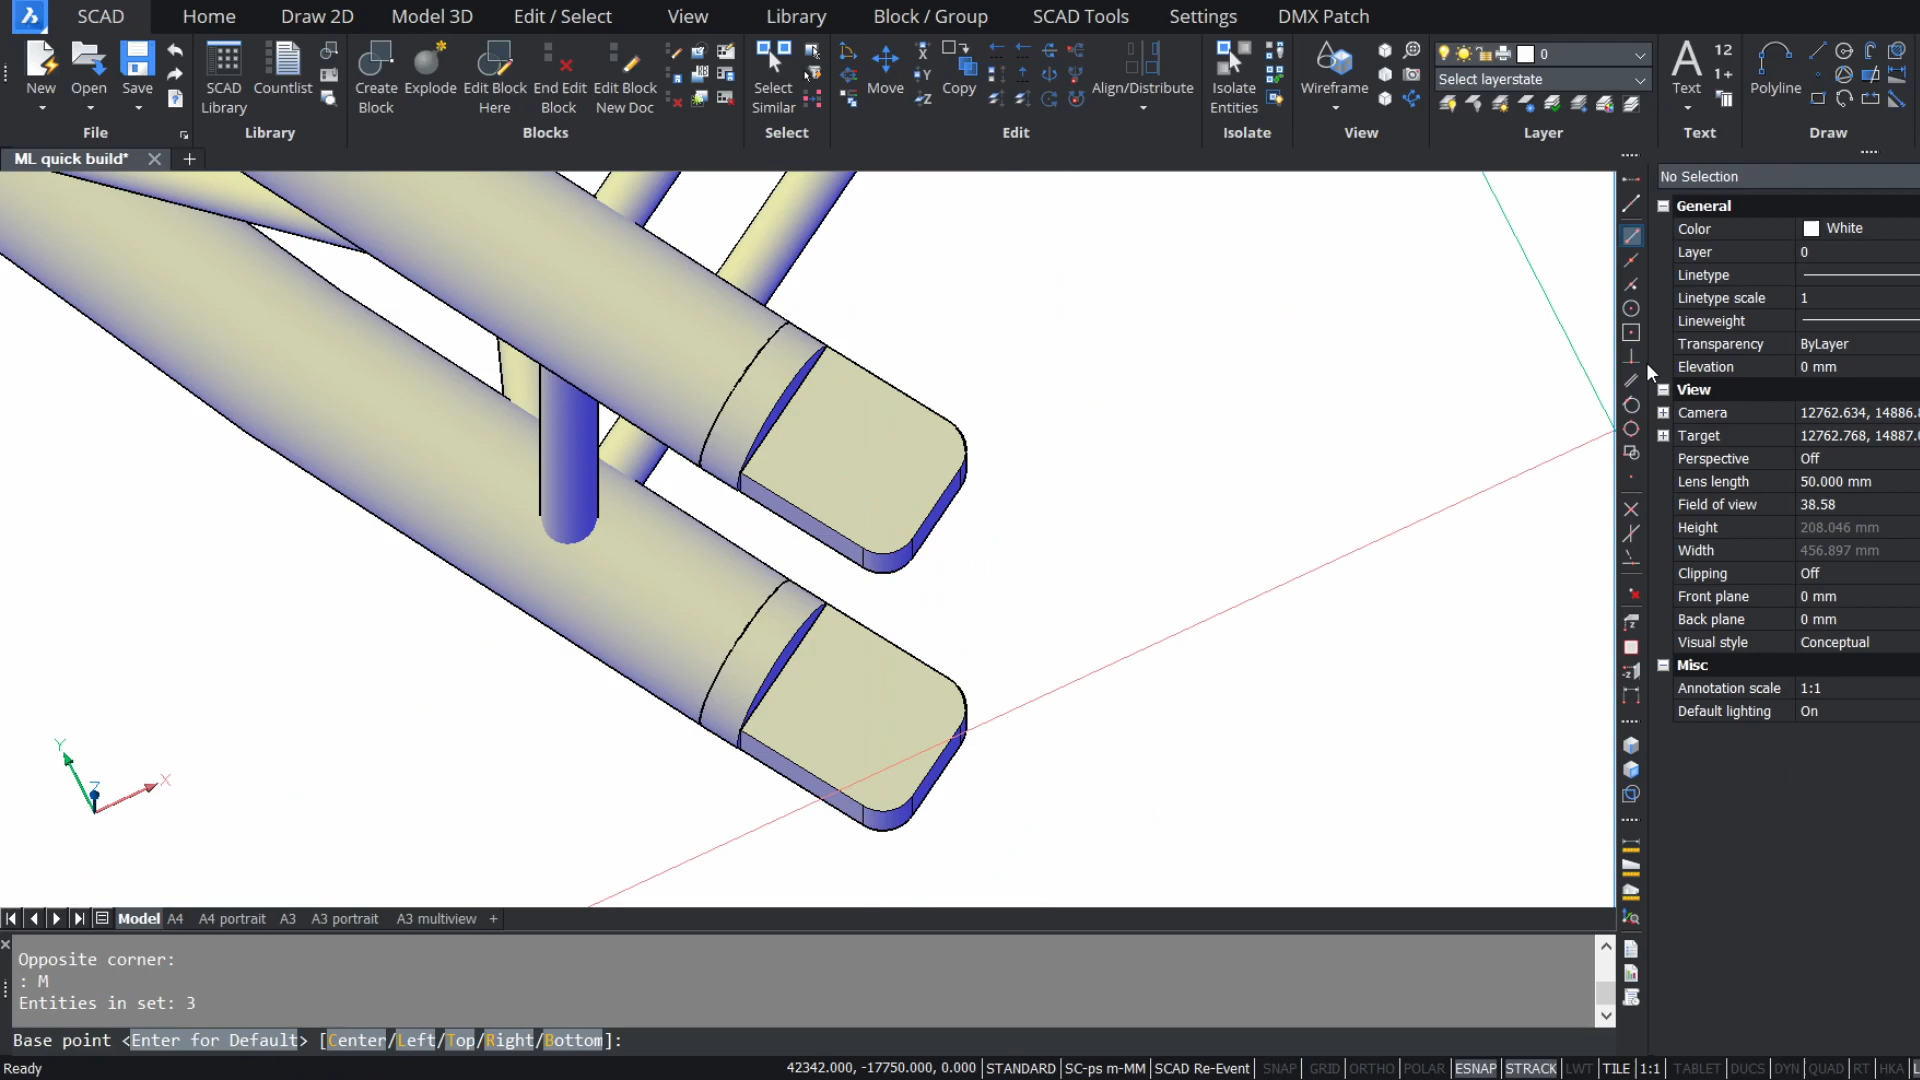 SCAD Home Draw 2D Model 3D Edit / Select View Library Block / Group SCAD Tools Settings DMX Patch
New Open Save SCAD Library Countlist Create Block Explode Edit Block Here End Edit Block Edit Block New Doc Select Similar Move X Y Z Copy Align/Distribute Isolate Entities Wireframe 0 Select layerstate Text 12 1+ Polyline
File Library Blocks Select Edit Isolate View Layer Text Draw
ML quick build*
No Selection
General
Color White
Layer 0
Linetype
Linetype scale 1
Lineweight
Transparency ByLayer
Elevation 0 mm
View
Camera 12762.634, 14886.
Target 12762.768, 14887.
Perspective Off
Lens length 50.000 mm
Field of view 38.58
Height 208.046 mm
Width 456.897 mm
Clipping Off
Front plane 0 mm
Back plane 0 mm
Visual style Conceptual
Misc
Annotation scale 1:1
Default lighting On
Y
Z
X
Model A4 A4 portrait A3 A3 portrait A3 multiview +
Opposite corner:
: M
Entities in set: 3
Base point <Enter for Default> [Center/Left/Top/Right/Bottom]:
Ready 42342.000, -17750.000, 0.000 STANDARD SC-ps m-MM SCAD Re-Event SNAP GRID ORTHO POLAR ESNAP STRACK LWT TILE 1:1 TABLET DUCS DYN QUAD RT HKA